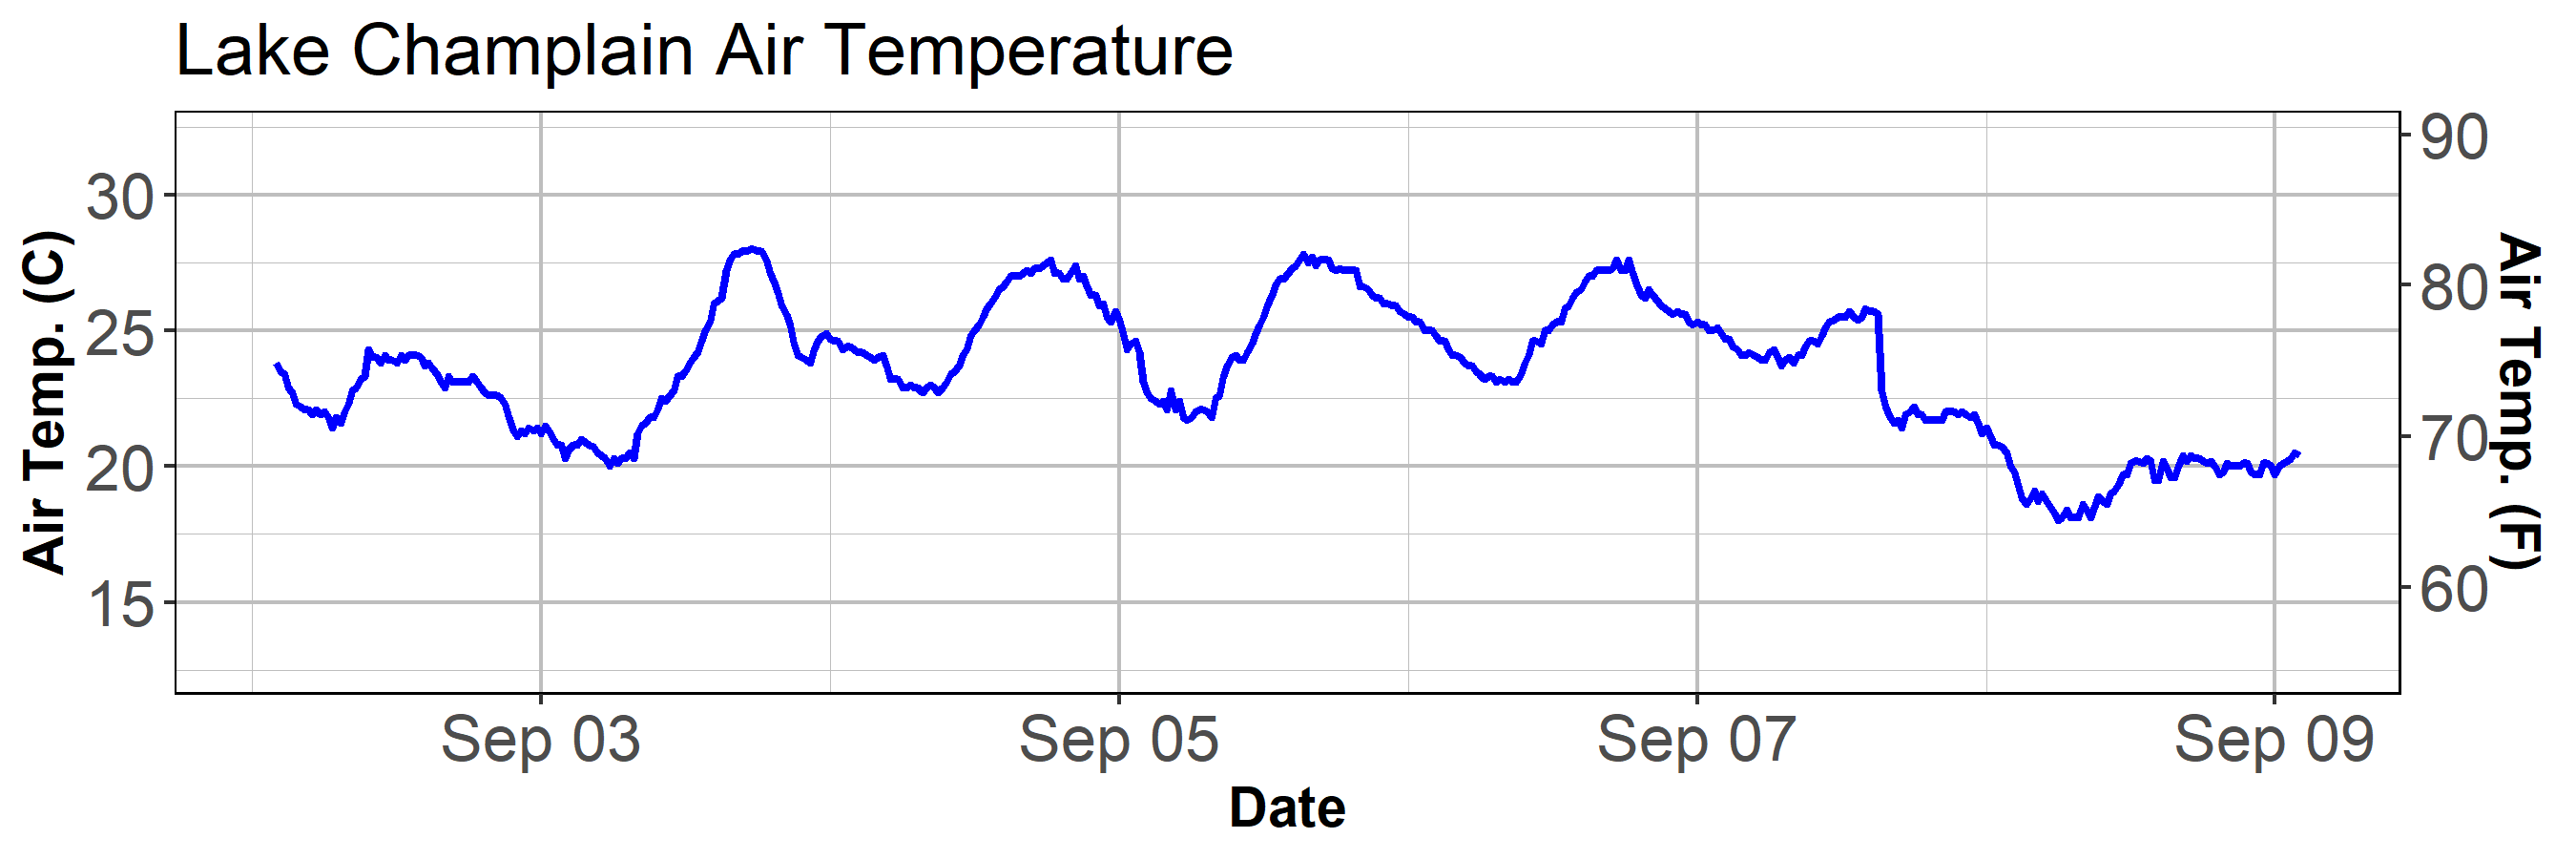 Lake Champlain Air Temperature
Air Temp. (C)
30
25
20
15
90
80
70
60
Air Temp. (F)
Sep 03
Sep 05
Sep 07
Sep 09
Date